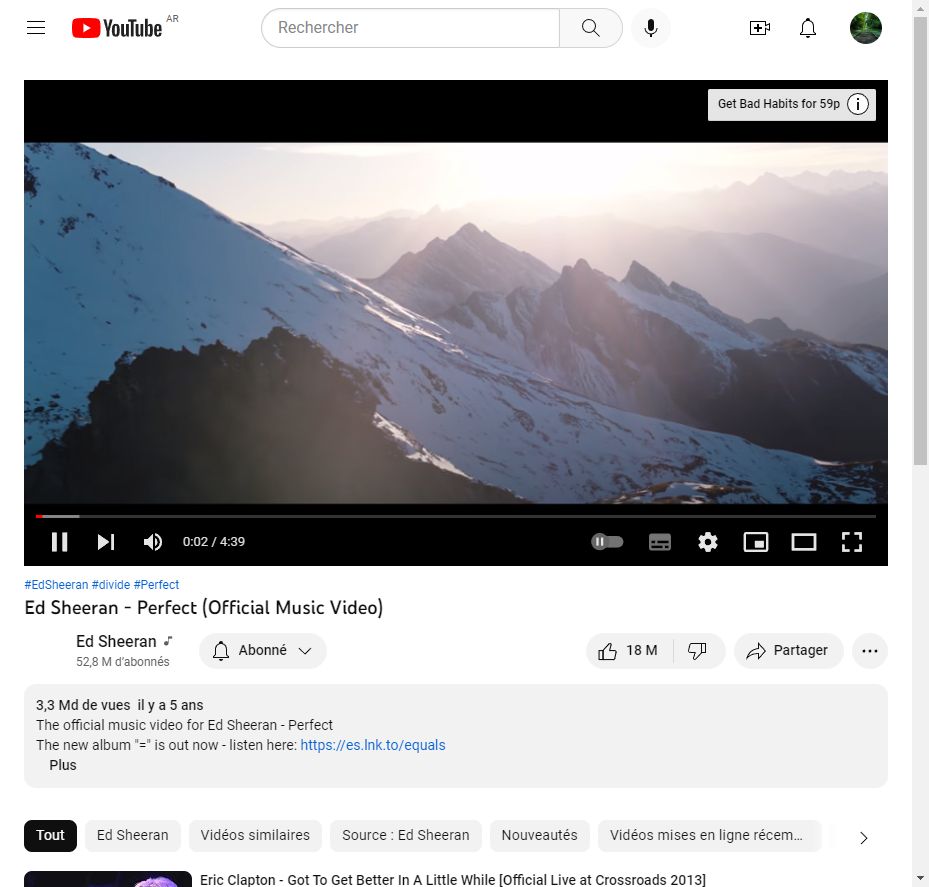 YouTube AR
Rechercher
Get Bad Habits for 59p
0:02 / 4:39
#EdSheeran #divide #Perfect
Ed Sheeran - Perfect (Official Music Video)
Ed Sheeran
52,8 M d'abonnés
Abonné
18 M
Partager
3,3 Md de vues il y a 5 ans
The official music video for Ed Sheeran - Perfect
The new album "=" is out now - listen here: https://es.lnk.to/equals
Plus
Tout
Ed Sheeran
Vidéos similaires
Source : Ed Sheeran
Nouveautés
Vidéos mises en ligne récem...
Eric Clapton - Got To Get Better In A Little While [Official Live at Crossroads 2013]